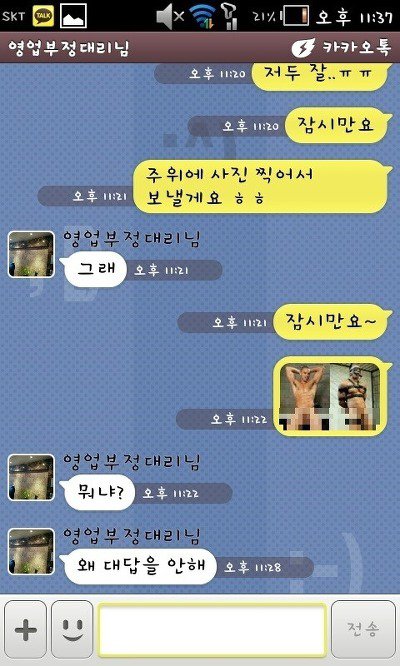 SKT TALK 21% 오후 11:37
영업부정대리님 카카오톡
오후 11:20 저두 잘..ㅠㅠ
오후 11:20 잠시만요
주위에 사진 찍어서
오후 11:21 보낼게요 ㅎㅎ
영업부정대리님
그래 오후 11:21
오후 11:21 잠시만요~
오후 11:22
영업부정대리님
뭐냐? 오후 11:22
영업부정대리님
왜 대답을 안해 오후 11:28
전송